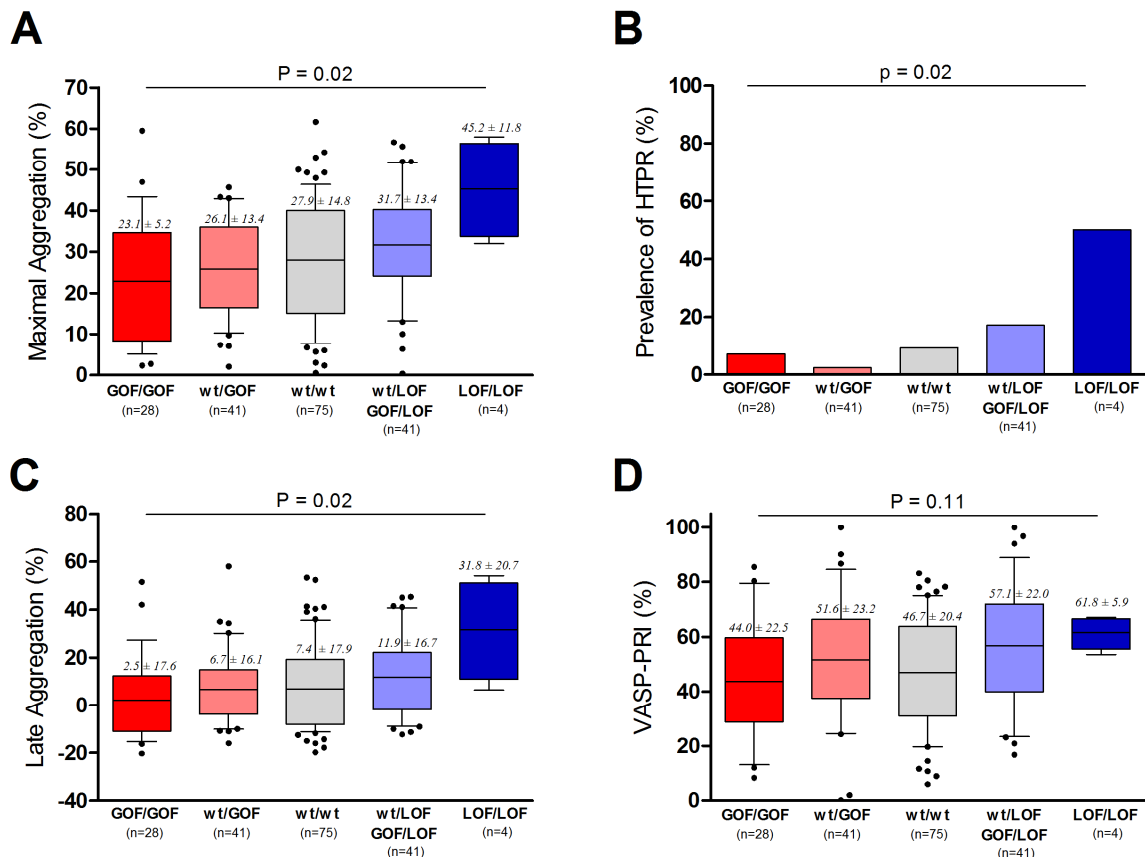 A
P = 0.02
Maximal Aggregation (%)
70
60
50
40
30
20
10
0
23.1 ± 5.2
26.1 ± 13.4
27.9 ± 14.8
31.7 ± 13.4
45.2 ± 11.8
GOF/GOF wt/GOF wt/wt wt/LOF LOF/LOF
(n=28) (n=41) (n=75) GOF/LOF (n=4)
(n=41)
B
p = 0.02
Prevalence of HTPR (%)
100
80
60
40
20
0
GOF/GOF wt/GOF wt/wt wt/LOF LOF/LOF
(n=28) (n=41) (n=75) GOF/LOF (n=4)
(n=41)
C
P = 0.02
Late Aggregation (%)
80
60
40
20
0
-20
-40
2.5 ± 17.6
6.7 ± 16.1
7.4 ± 17.9
11.9 ± 16.7
31.8 ± 20.7
GOF/GOF wt/GOF wt/wt wt/LOF LOF/LOF
(n=28) (n=41) (n=75) GOF/LOF (n=4)
(n=41)
D
P = 0.11
VASP-PRI (%)
100
80
60
40
20
0
44.0 ± 22.5
51.6 ± 23.2
46.7 ± 20.4
57.1 ± 22.0
61.8 ± 5.9
GOF/GOF wt/GOF wt/wt wt/LOF LOF/LOF
(n=28) (n=41) (n=75) GOF/LOF (n=4)
(n=41)